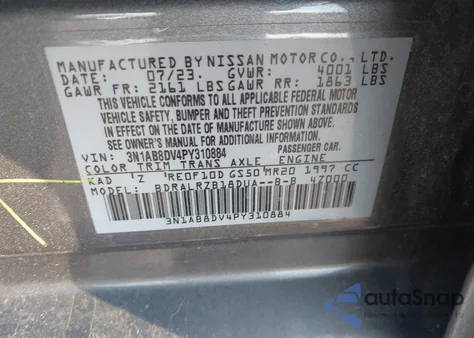 MANUFACTURED BY NISSAN MOTOR CO., LTD.
DATE: 07/23. GVWR: 4001 LBS
GAWR FR: 2161 LBS GAWR RR: 1863 LBS
THIS VEHICLE CONFORMS TO ALL APPLICABLE FEDERAL MOTOR
VEHICLE SAFETY, BUMPER AND THEFT PREVENTION STANDARDS
IN EFFECT ON THE DATE OF MANUFACTURE SHOWN ABOVE.
SEE OWNER'S MANUAL FOR ADDITIONAL INFORMATION.
VIN: 3N1AB8DV4PY310884 PASSENGER CAR.
COLOR TRIM TRANS AXLE ENGINE
KAD 'Z 'RE0F10D GS50'MR20 1997 CC
MODEL: BDRALRZB18DUA--B-B 47000
3N1AB8DV4PY310884
autoSnap